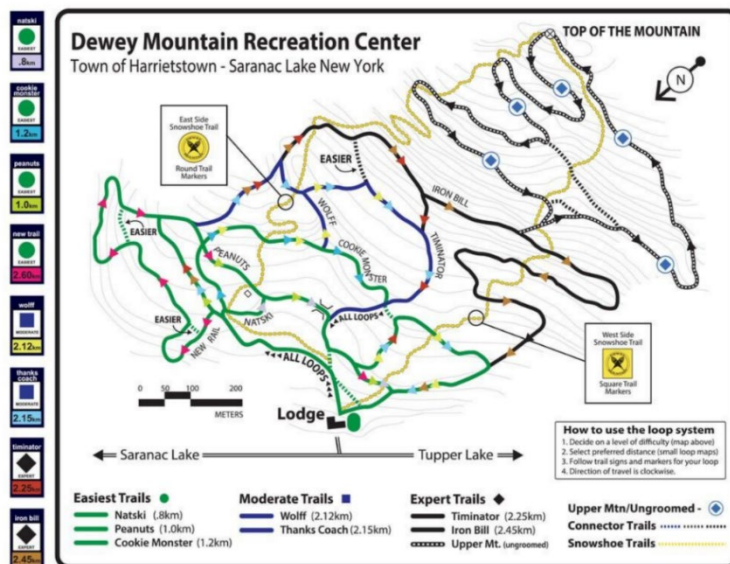 natski
EASIEST
.8km
cookie
monster
EASIEST
1.2km
peanuts
EASIEST
1.0km
new trail
EASIEST
2.60km
wolff
MODERATE
2.12km
thanks
coach
MODERATE
2.15km
timinator
EXPERT
2.25km
iron bill
EXPERT
2.45km
Dewey Mountain Recreation Center
Town of Harrietstown - Saranac Lake New York
TOP OF THE MOUNTAIN
N
East Side
Snowshoe Trail
Round Trail
Markers
EASIER
IRON BILL
WOLFF
TIMINATOR
EASIER
PEANUTS
COOKIE MONSTER
NATSKI
ALL LOOPS
EASIER
NEW RAIL
ALL LOOPS
West Side
Snowshoe Trail
Square Trail
Markers
0 50 100 200
METERS
Lodge
Saranac Lake
Tupper Lake
How to use the loop system
1. Decide on a level of difficulty (map above)
2. Select preferred distance (small loop maps)
3. Follow trail signs and markers for your loop
4. Direction of travel is clockwise.
Easiest Trails
Natski (.8km)
Peanuts (1.0km)
Cookie Monster (1.2km)
Moderate Trails
Wolff (2.12km)
Thanks Coach (2.15km)
Expert Trails
Timinator (2.25km)
Iron Bill (2.45km)
Upper Mt. (ungroomed)
Upper Mtn/Ungroomed -
Connector Trails
Snowshoe Trails